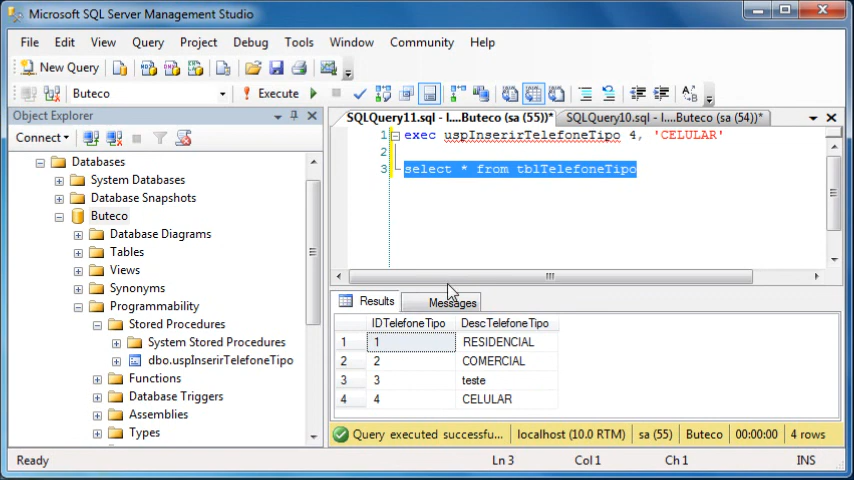 Microsoft SQL Server Management Studio
File Edit View Query Project Debug Tools Window Community Help
New Query
Buteco Execute
Object Explorer
Connect
Databases
System Databases
Database Snapshots
Buteco
Database Diagrams
Tables
Views
Synonyms
Programmability
Stored Procedures
System Stored Procedures
dbo.uspInserirTelefoneTipo
Functions
Database Triggers
Assemblies
Types
SQLQuery11.sql - l....Buteco (sa (55))* SQLQuery10.sql - l....Buteco (sa (54))*
1 exec uspInserirTelefoneTipo 4, 'CELULAR'
2
3 select * from tblTelefoneTipo
Results Messages
IDTelefoneTipo DescTelefoneTipo
1 1 RESIDENCIAL
2 2 COMERCIAL
3 3 teste
4 4 CELULAR
Query executed successfu... localhost (10.0 RTM) sa (55) Buteco 00:00:00 4 rows
Ready Ln 3 Col 1 Ch 1 INS